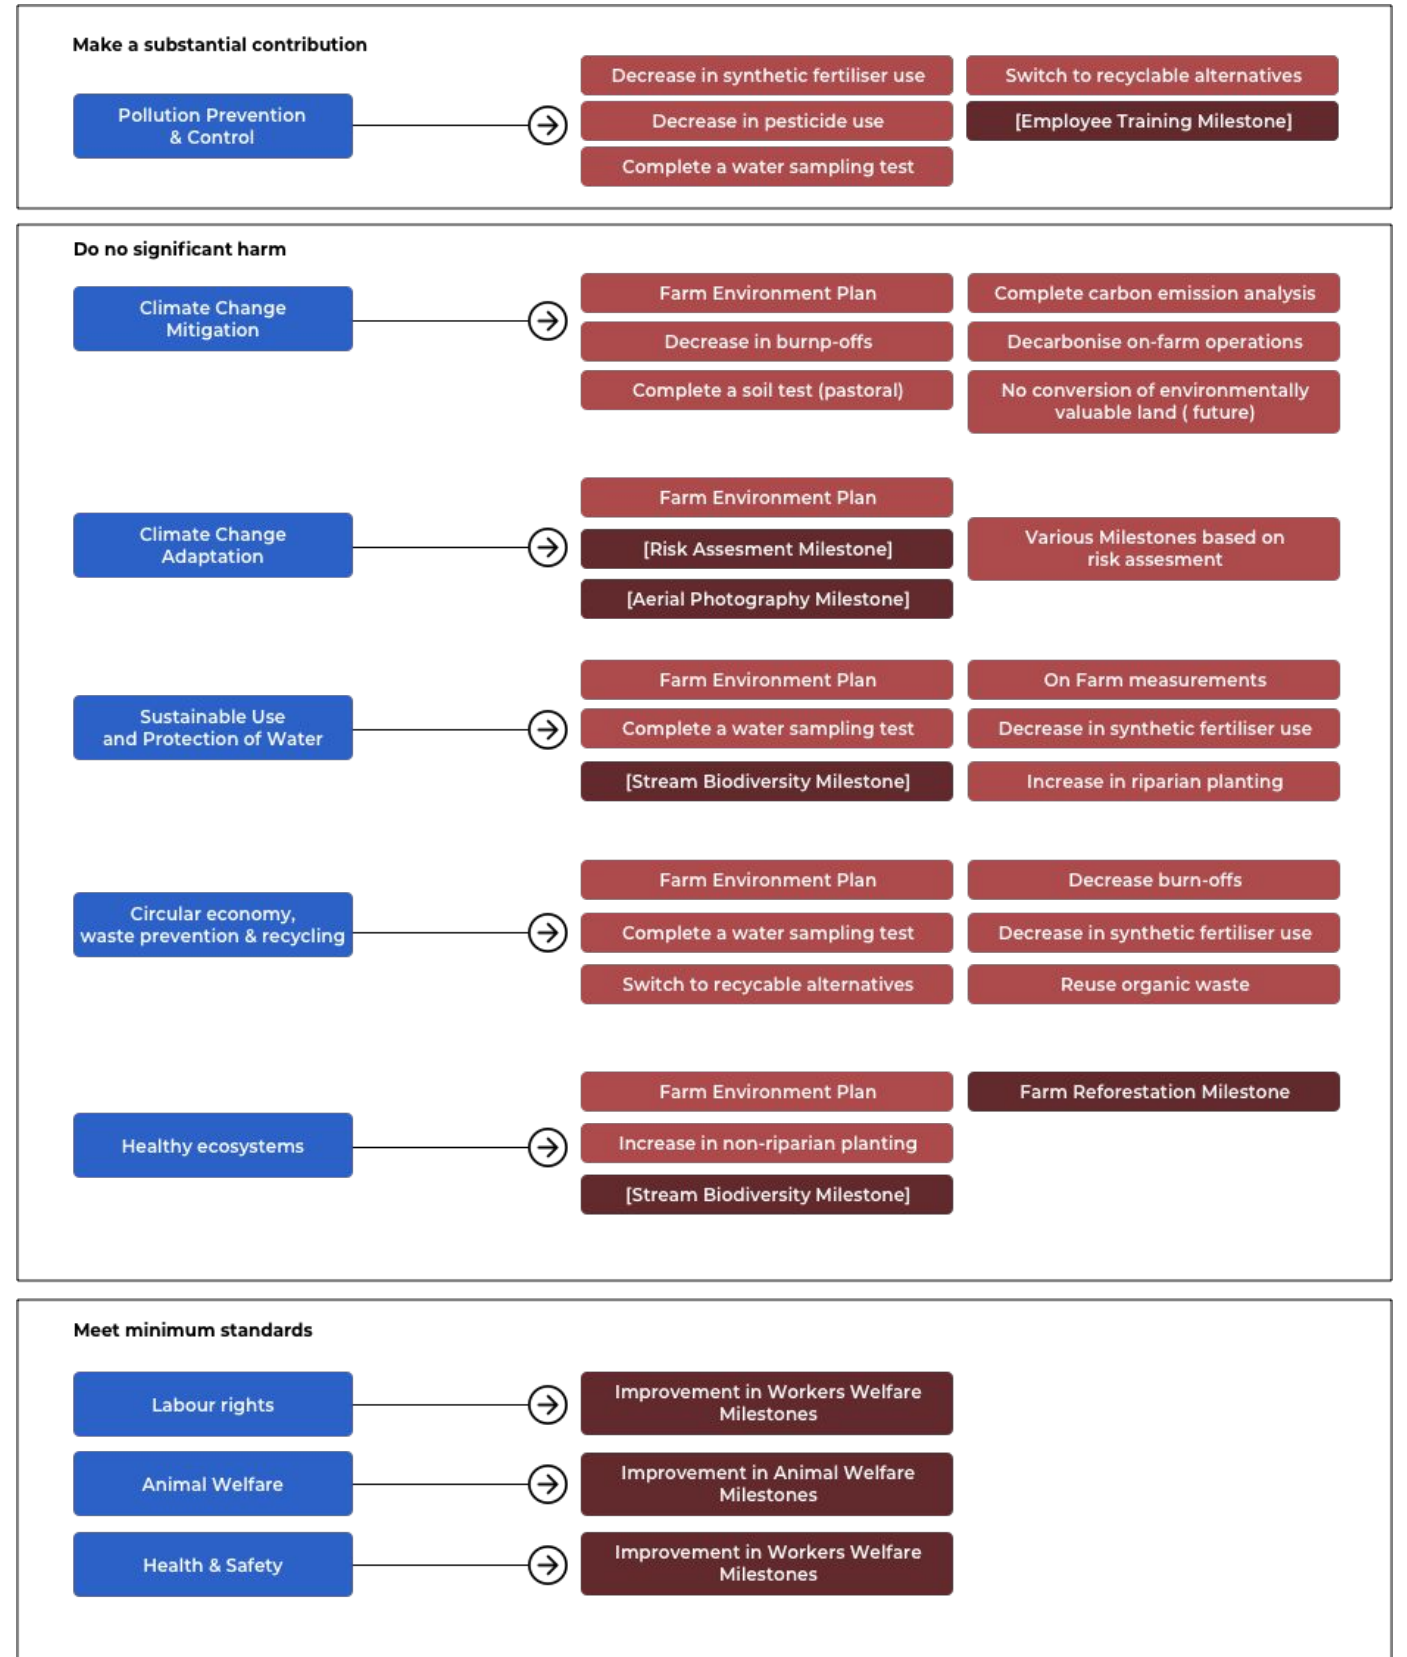 Make a substantial contribution
Pollution Prevention
& Control
Decrease in synthetic fertiliser use
Decrease in pesticide use
Complete a water sampling test
Switch to recyclable alternatives
[Employee Training Milestone]
Do no significant harm
Climate Change
Mitigation
Farm Environment Plan
Decrease in burnp-offs
Complete a soil test (pastoral)
Complete carbon emission analysis
Decarbonise on-farm operations
No conversion of environmentally
valuable land ( future)
Climate Change
Adaptation
Farm Environment Plan
[Risk Assesment Milestone]
[Aerial Photography Milestone]
Various Milestones based on
risk assesment
Sustainable Use
and Protection of Water
Farm Environment Plan
Complete a water sampling test
[Stream Biodiversity Milestone]
On Farm measurements
Decrease in synthetic fertiliser use
Increase in riparian planting
Circular economy,
waste prevention & recycling
Farm Environment Plan
Complete a water sampling test
Switch to recycable alternatives
Decrease burn-offs
Decrease in synthetic fertiliser use
Reuse organic waste
Healthy ecosystems
Farm Environment Plan
Increase in non-riparian planting
[Stream Biodiversity Milestone]
Farm Reforestation Milestone
Meet minimum standards
Labour rights
Improvement in Workers Welfare
Milestones
Animal Welfare
Improvement in Animal Welfare
Milestones
Health & Safety
Improvement in Workers Welfare
Milestones